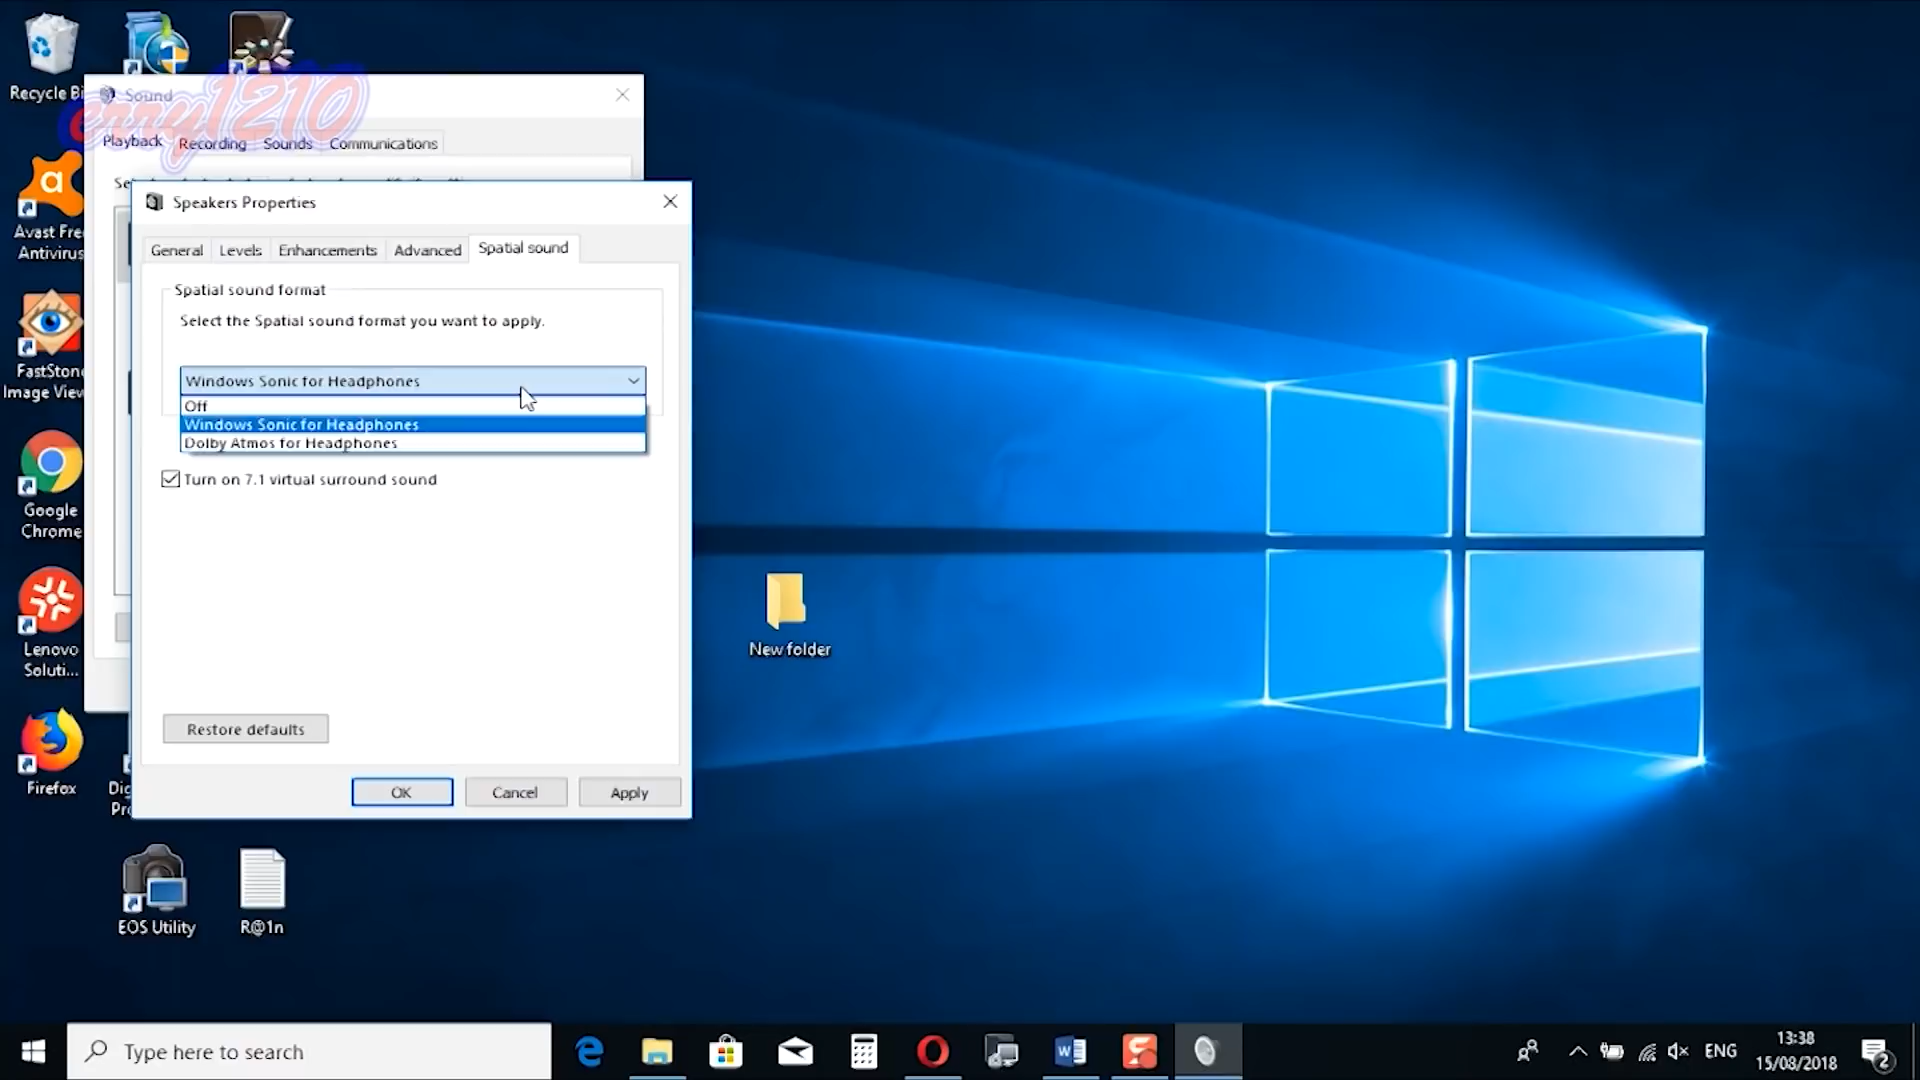 Recycle Bi
Sound
erry1210
Playback
Recording
Sounds
Communications
Avast Fre
Antivirus
Speakers Properties
General
Levels
Enhancements
Advanced
Spatial sound
Spatial sound format
Select the Spatial sound format you want to apply.
Windows Sonic for Headphones
Off
Windows Sonic for Headphones
Dolby Atmos for Headphones
Turn on 7.1 virtual surround sound
FastStone
Image View
Google
Chrome
Lenovo
Soluti...
Firefox
Restore defaults
OK
Cancel
Apply
New folder
EOS Utility
R@1n
Type here to search
ENG
13:38
15/08/2018
2